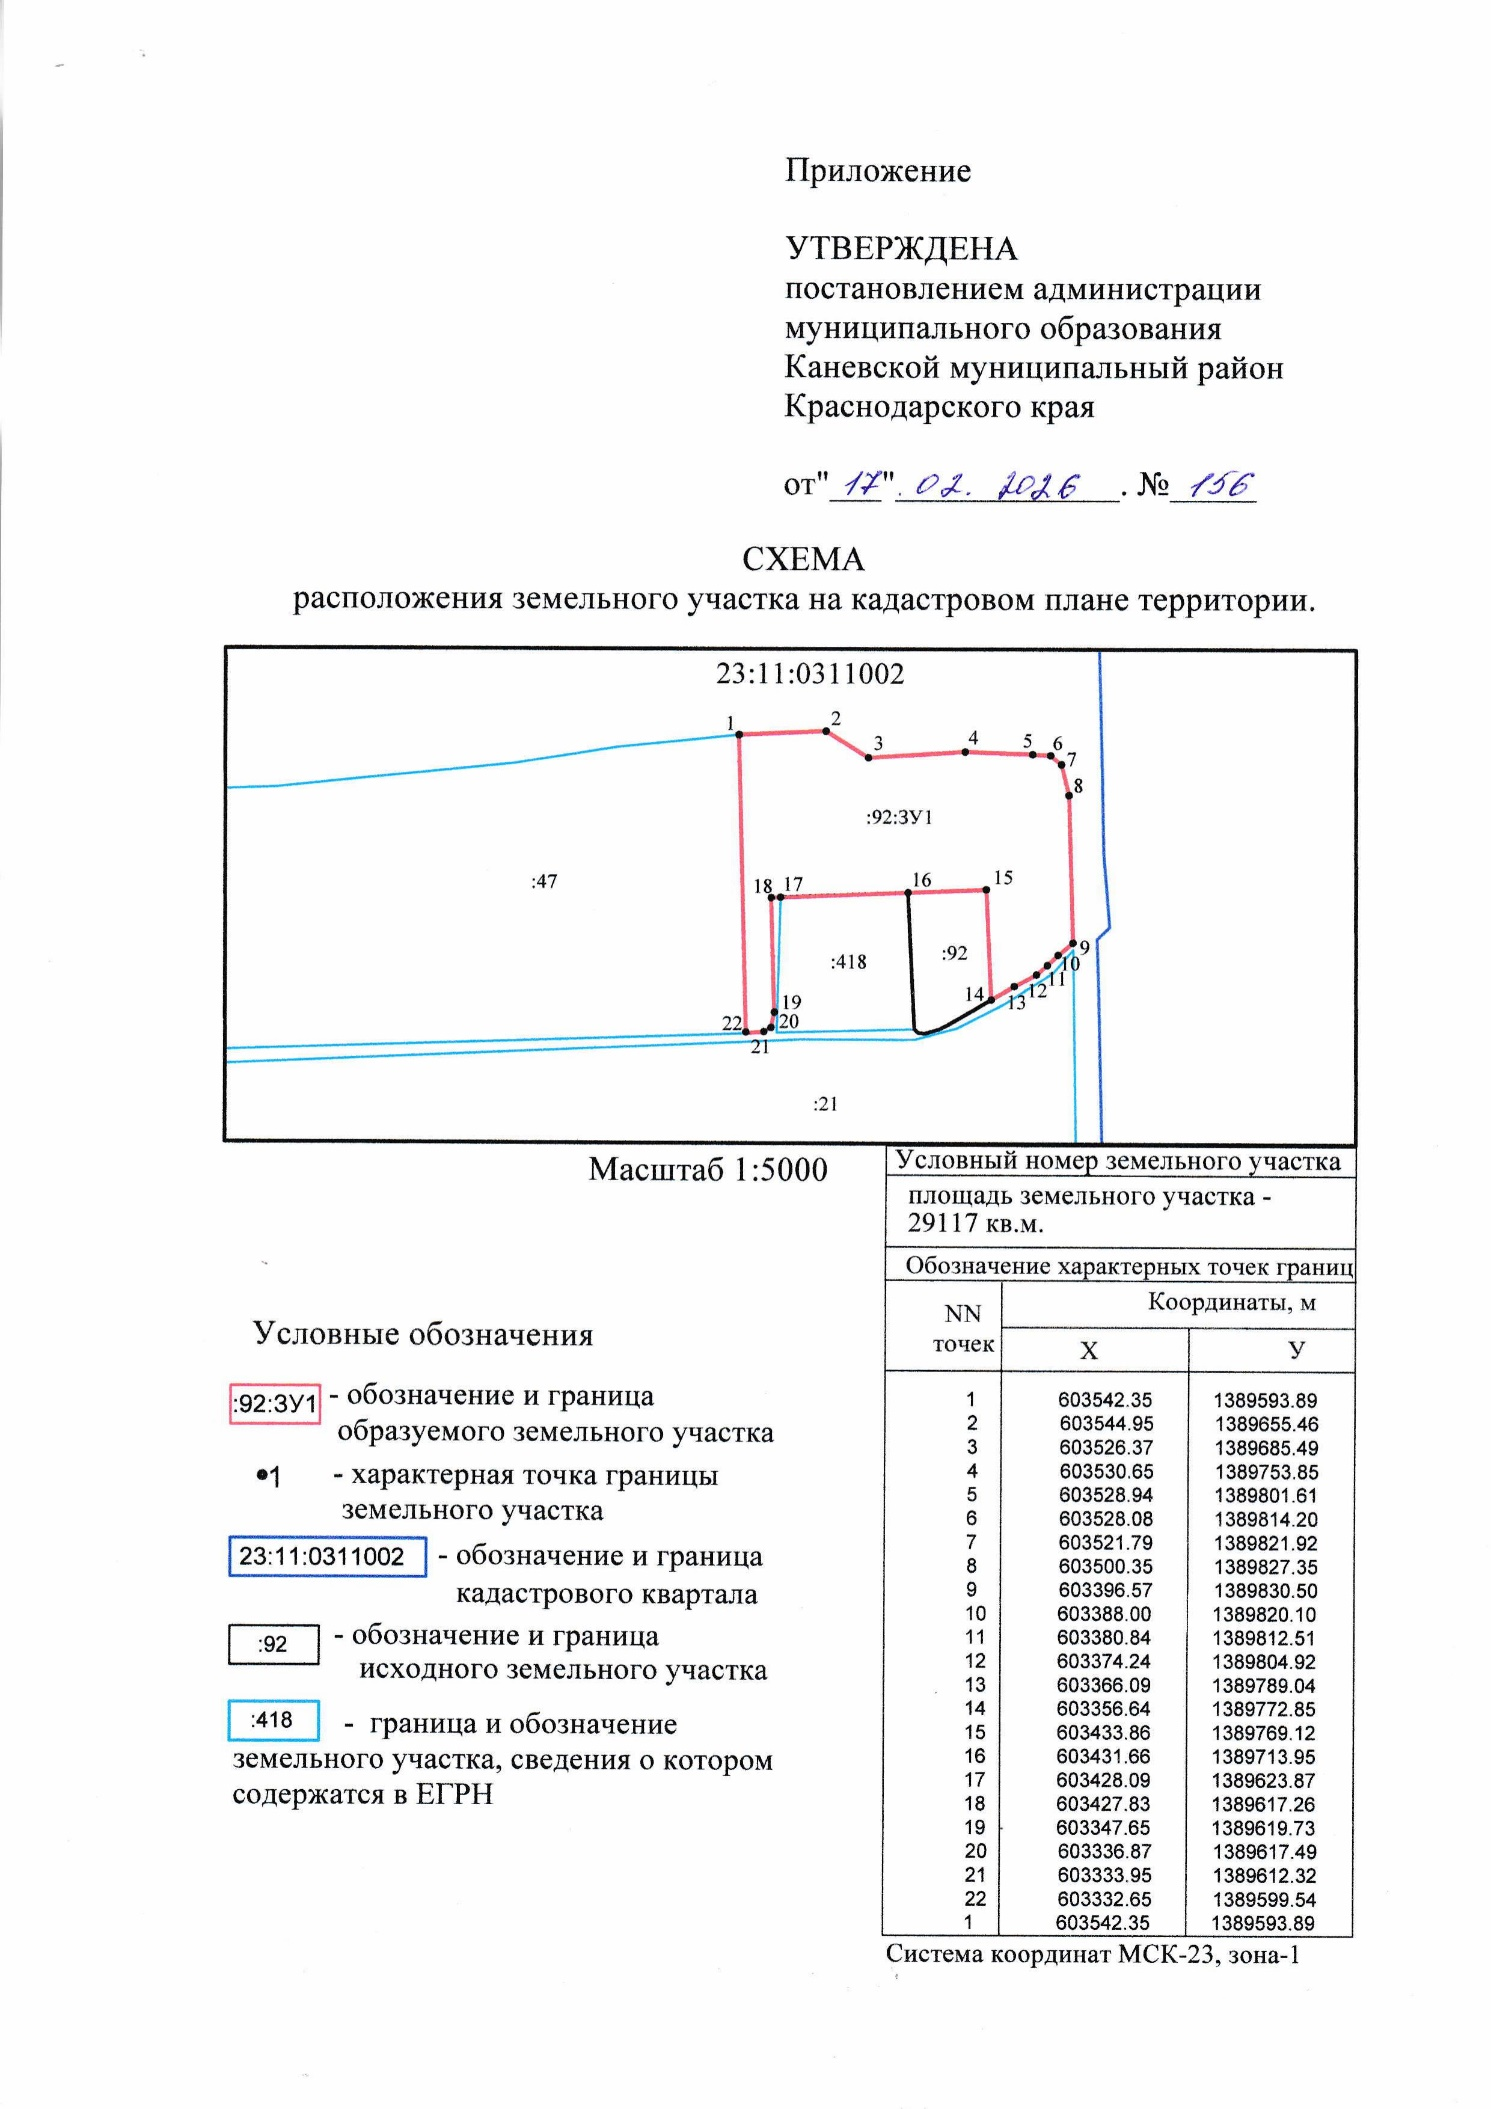 Приложение
УТВЕРЖДЕНА
постановлением администрации
муниципального образования
Каневской муниципальный район
Краснодарского края
от"17". 02. 2026. № 156
СХЕМА
расположения земельного участка на кадастровом плане территории.
23:11:0311002
1
2
3
4
5
6
7
8
:92:ЗУ1
:47
18 17
16
15
9
:418
:92
10
11
12
13
14
19
20
22
21
:21
Масштаб 1:5000
Условный номер земельного участка
площадь земельного участка -
29117 кв.м.
Обозначение характерных точек границ
NN
точек
Координаты, м
X У
1 603542.35 1389593.89
2 603544.95 1389655.46
3 603526.37 1389685.49
4 603530.65 1389753.85
5 603528.94 1389801.61
6 603528.08 1389814.20
7 603521.79 1389821.92
8 603500.35 1389827.35
9 603396.57 1389830.50
10 603388.00 1389820.10
11 603380.84 1389812.51
12 603374.24 1389804.92
13 603366.09 1389789.04
14 603356.64 1389772.85
15 603433.86 1389769.12
16 603431.66 1389713.95
17 603428.09 1389623.87
18 603427.83 1389617.26
19 603347.65 1389619.73
20 603336.87 1389617.49
21 603333.95 1389612.32
22 603332.65 1389599.54
1 603542.35 1389593.89
Система координат МСК-23, зона-1
Условные обозначения
:92:ЗУ1 - обозначение и граница
образуемого земельного участка
•1 - характерная точка границы
земельного участка
23:11:0311002 - обозначение и граница
кадастрового квартала
:92 - обозначение и граница
исходного земельного участка
:418 - граница и обозначение
земельного участка, сведения о котором
содержатся в ЕГРН